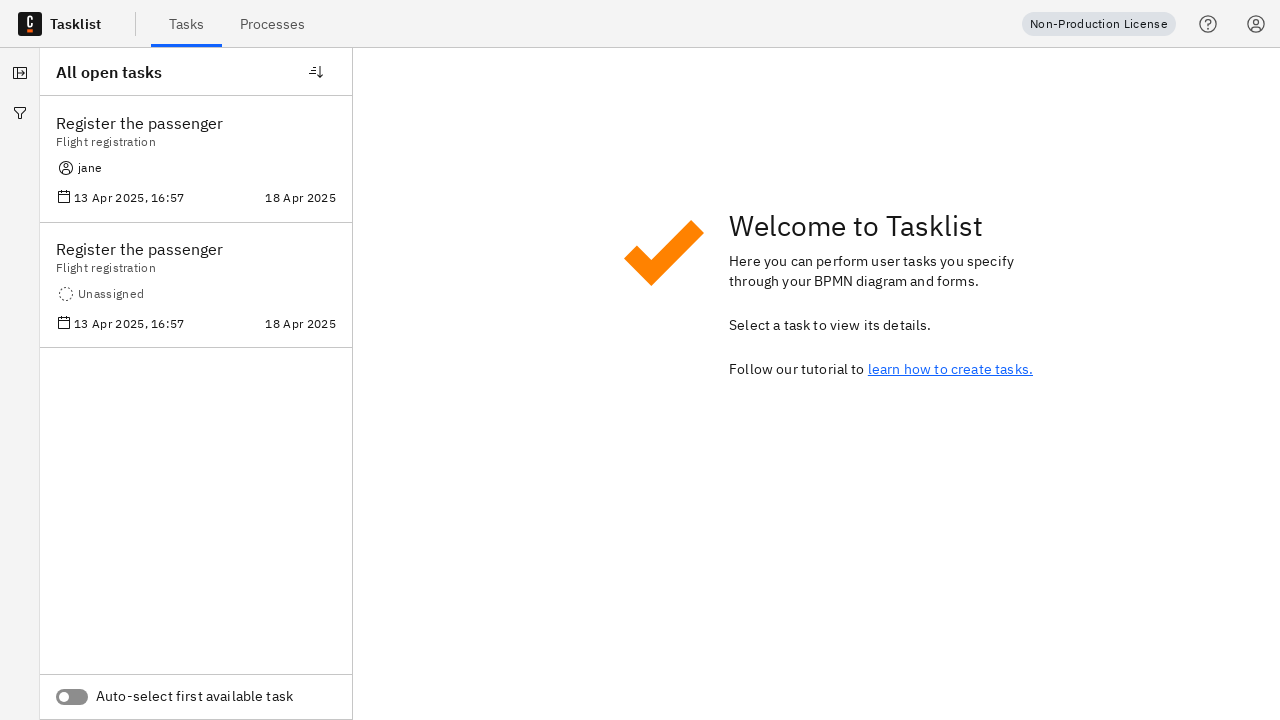 Tasklist
Tasks
Processes
Non-Production License
All open tasks
Register the passenger
Flight registration
jane
13 Apr 2025, 16:57
18 Apr 2025
Register the passenger
Flight registration
Unassigned
13 Apr 2025, 16:57
18 Apr 2025
Auto-select first available task
Welcome to Tasklist
Here you can perform user tasks you specify
through your BPMN diagram and forms.
Select a task to view its details.
Follow our tutorial to learn how to create tasks.